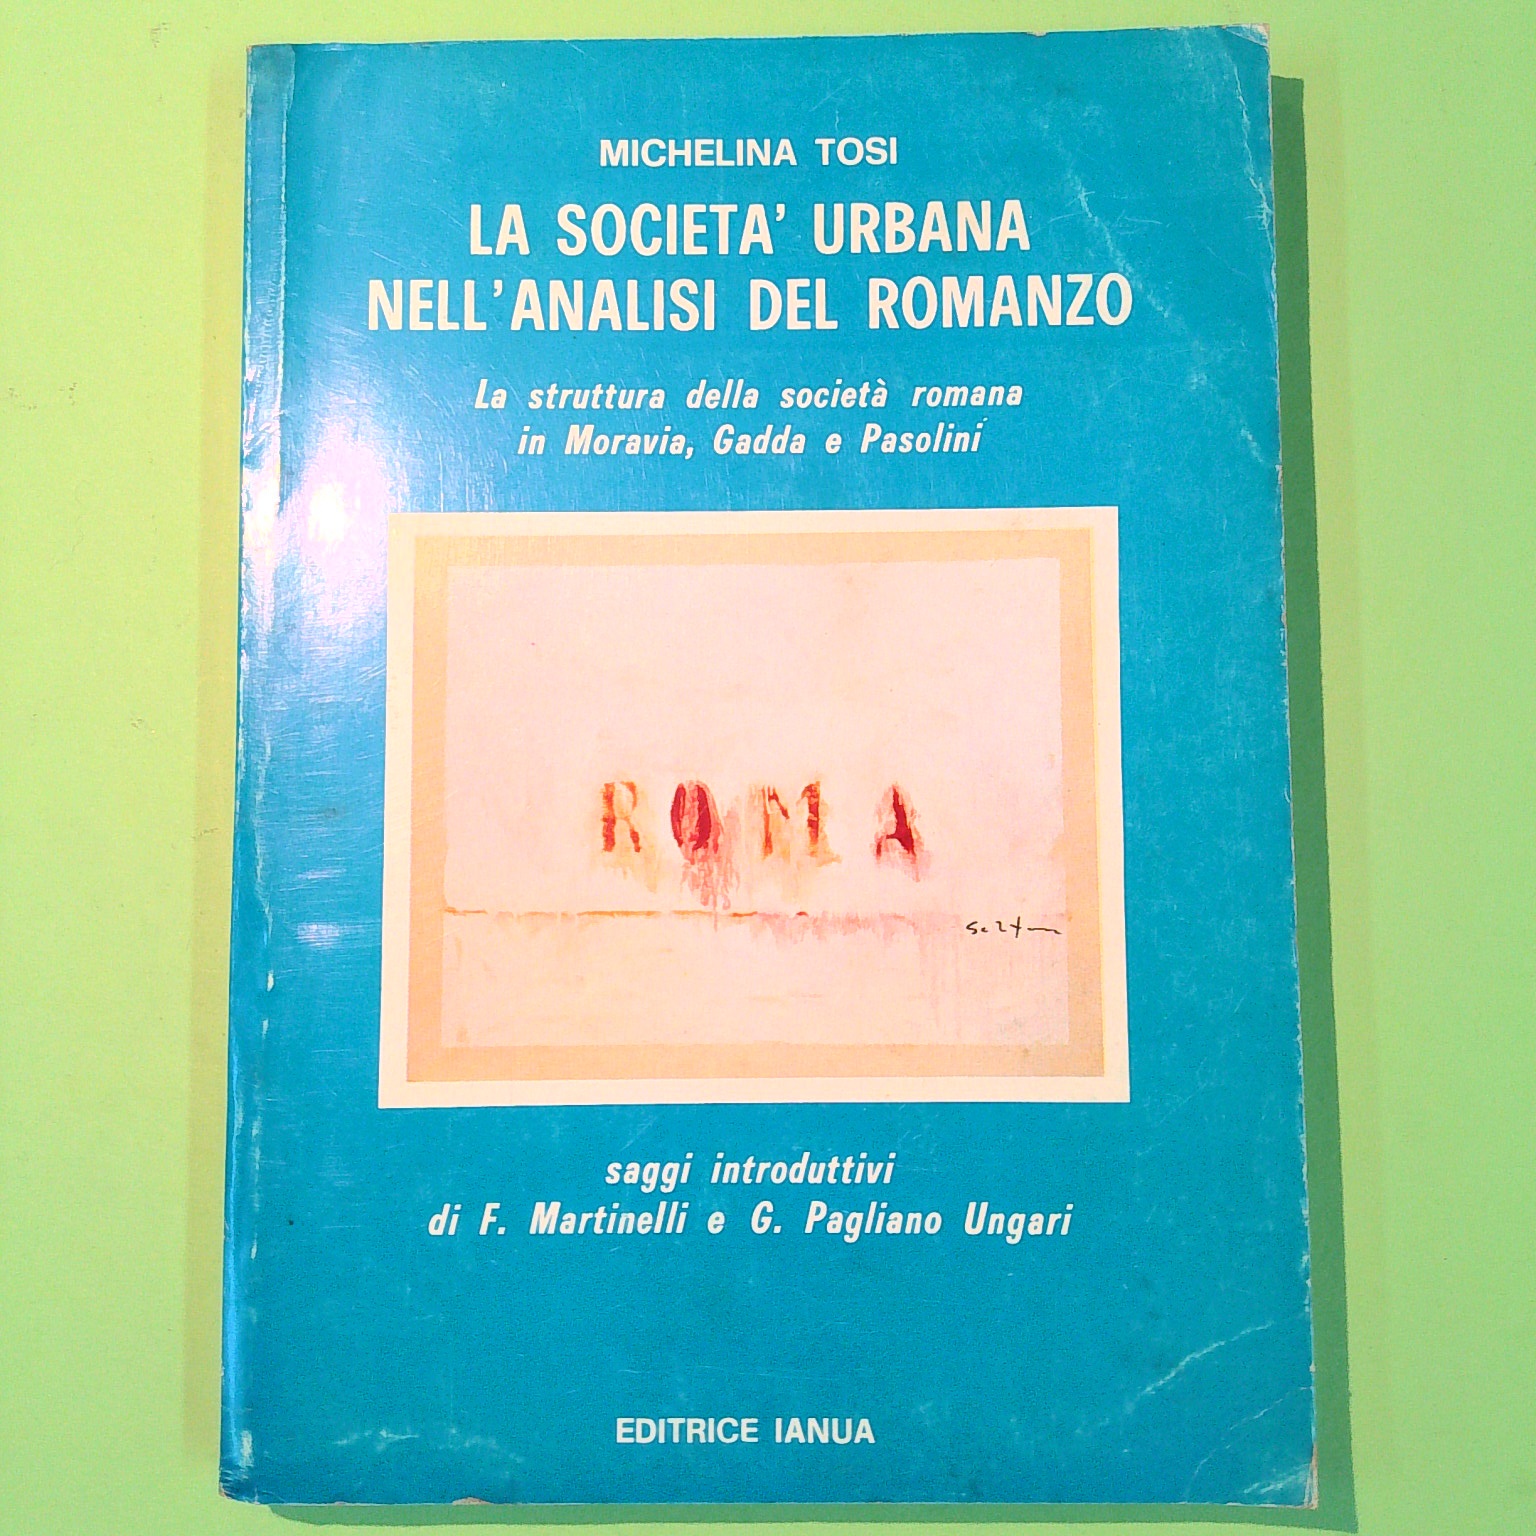 MICHELINA TOSI
LA SOCIETA' URBANA
NELL'ANALISI DEL ROMANZO
La struttura della società romana
in Moravia, Gadda e Pasolini
ROMA
saggi introduttivi
di F. Martinelli e G. Pagliano Ungari
EDITRICE IANUA